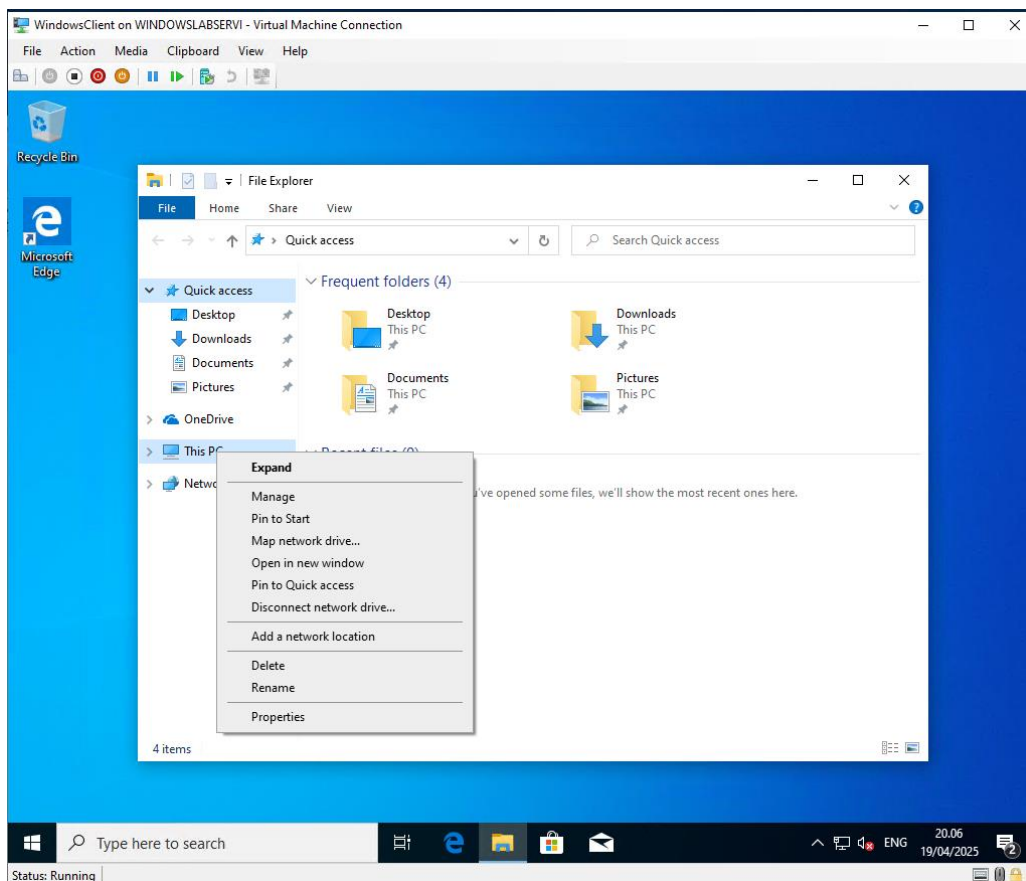 WindowsClient on WINDOWSLABSERVI - Virtual Machine Connection
File Action Media Clipboard View Help
Recycle Bin
Microsoft
Edge
File Explorer
File Home Share View
Quick access
Search Quick access
Quick access
Desktop
Downloads
Documents
Pictures
OneDrive
This PC
Netwo
Frequent folders (4)
Desktop
This PC
Downloads
This PC
Documents
This PC
Pictures
This PC
've opened some files, we'll show the most recent ones here.
Expand
Manage
Pin to Start
Map network drive...
Open in new window
Pin to Quick access
Disconnect network drive...
Add a network location
Delete
Rename
Properties
4 items
Type here to search
ENG
20.06
19/04/2025
2
Status: Running